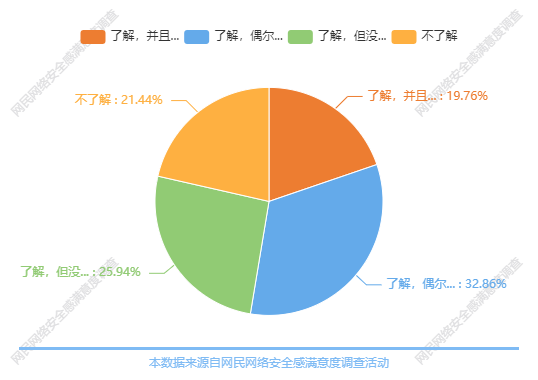 了解，并且... 了解，偶尔... 了解，但没... 不了解
网民网络安全感满意度调查
网民网络安全感满意度调查
不了解 : 21.44%
了解，并且... : 19.76%
了解，但没... : 25.94%
了解，偶尔... : 32.86%
网民网络安全感满意度调查
网民网络安全感满意度调查
本数据来源自网民网络安全感满意度调查活动